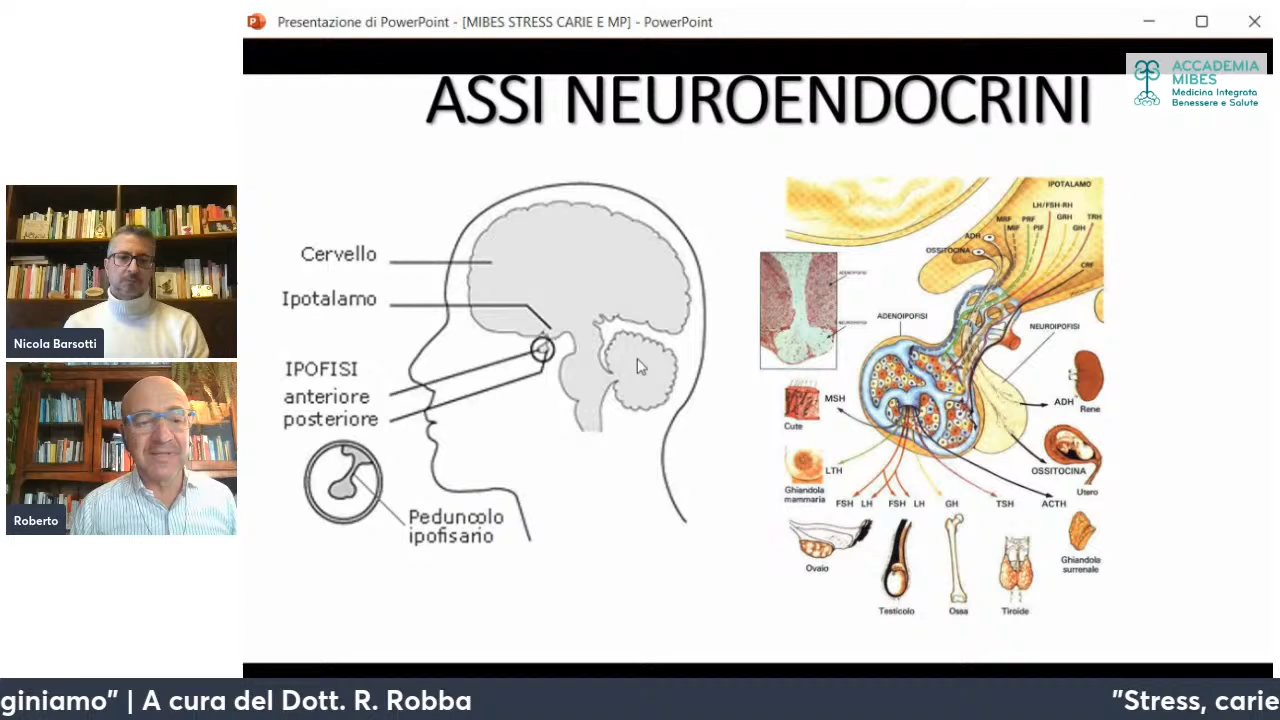 Presentazione di PowerPoint - [MIBES STRESS CARIE E MP] - PowerPoint
ACCADEMIA
MIBES
Medicina Integrata
Benessere e Salute
ASSI NEUROENDOCRINI
Cervello
Ipotalamo
IPOFISI
anteriore
posteriore
Peduncolo
ipofisario
IPOTALAMO
LH/FSH-RH
MRF PRF GRH TRH
MIF PIF GIH
ADH
OSSITOCINA
CRF
ADENOIPOFISI
NEUROIPOFISI
ADENOIPOFISI
NEUROIPOFISI
MSH
Cute
ADH
Rene
LTH
Ghiandola
mammaria
OSSITOCINA
Utero
FSH LH FSH LH GH TSH ACTH
Ovaio
Testicolo
Ossa
Tiroide
Ghiandola
surrenale
Nicola Barsotti
Roberto
giniamo" | A cura del Dott. R. Robba
"Stress, carie